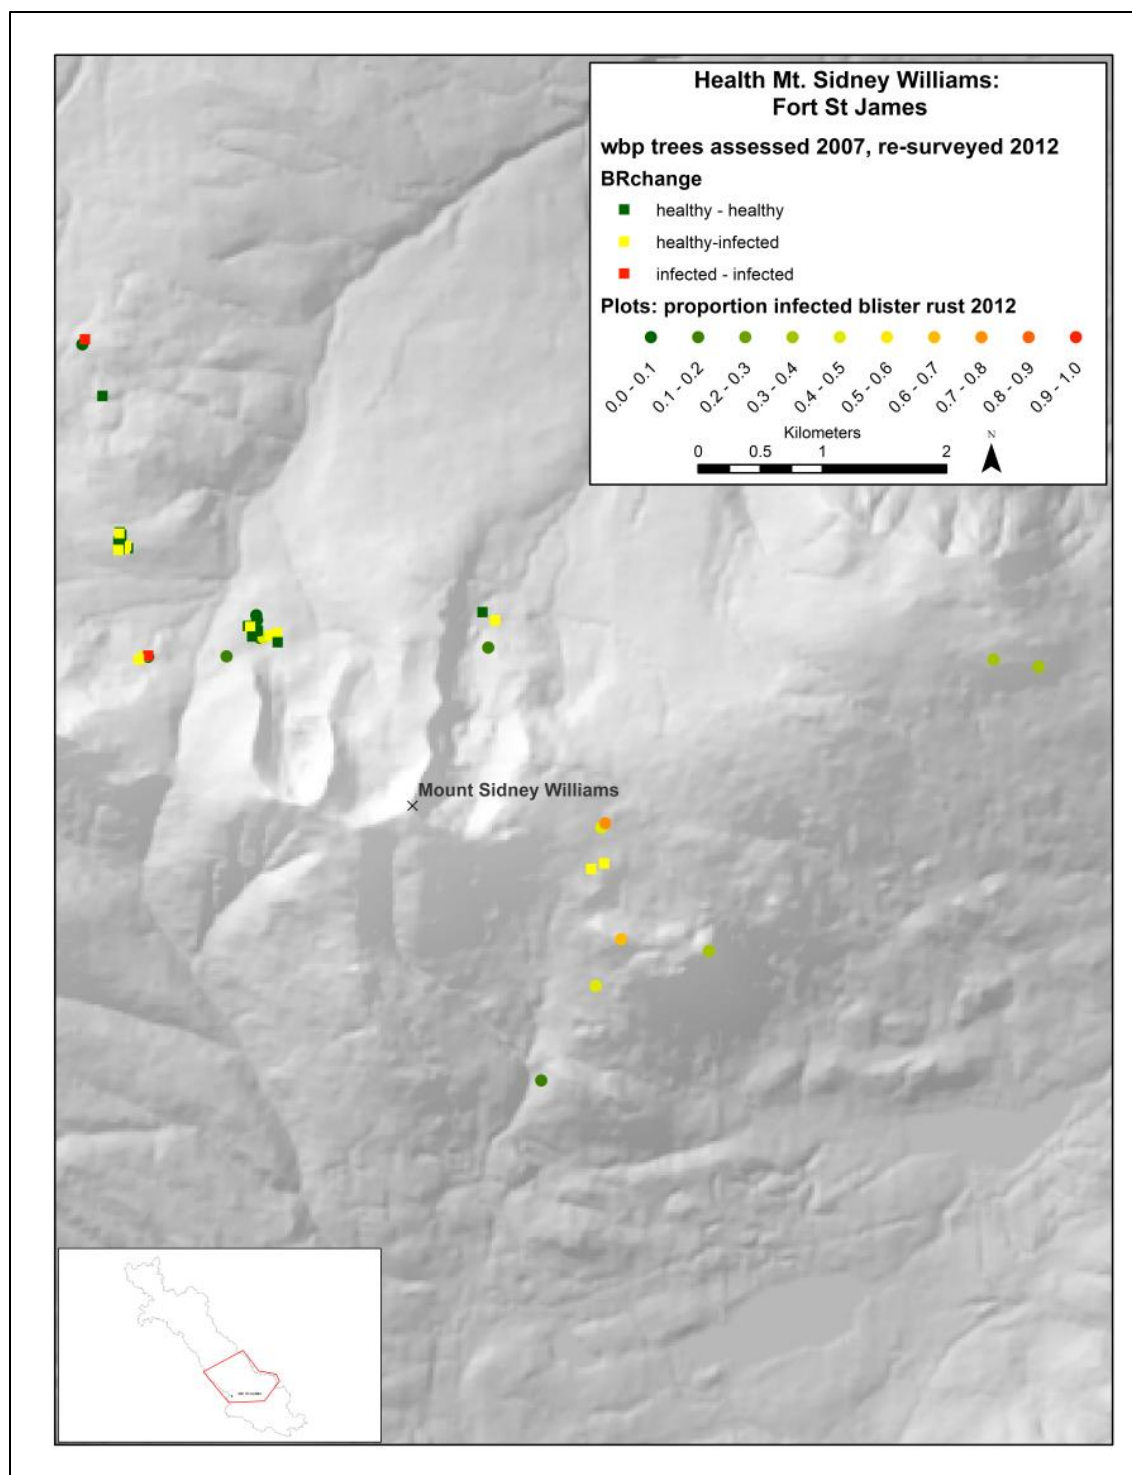 Health Mt. Sidney Williams:
Fort St James
wbp trees assessed 2007, re-surveyed 2012
BRchange
healthy - healthy
healthy-infected
infected - infected
Plots: proportion infected blister rust 2012
0.0 - 0.1 0.1 - 0.2 0.2 - 0.3 0.3 - 0.4 0.4 - 0.5 0.5 - 0.6 0.6 - 0.7 0.7 - 0.8 0.8 - 0.9 0.9 - 1.0
Kilometers
0 0.5 1 2
N
Mount Sidney Williams